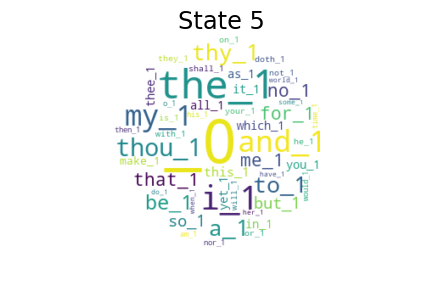 State 5
on_1
they_1 thy_1 doth_1
shall_1
thee_1 the_1 as_1 not_1
it_1 world_1
no_1
o_1 all_1 your_1 some_1
my_1 is_1 his_1 for_1
then_1 which_1
with_1 _0 and_1 he_1
thou_1
make_1 me_1 you_1
that_1 this_1
to_1 have_1
do_1 yet_1 will_1 would_1
be_1 when_1 i_1 but_1
her_1
so_1 a_1 in_1
or_1
nor_1